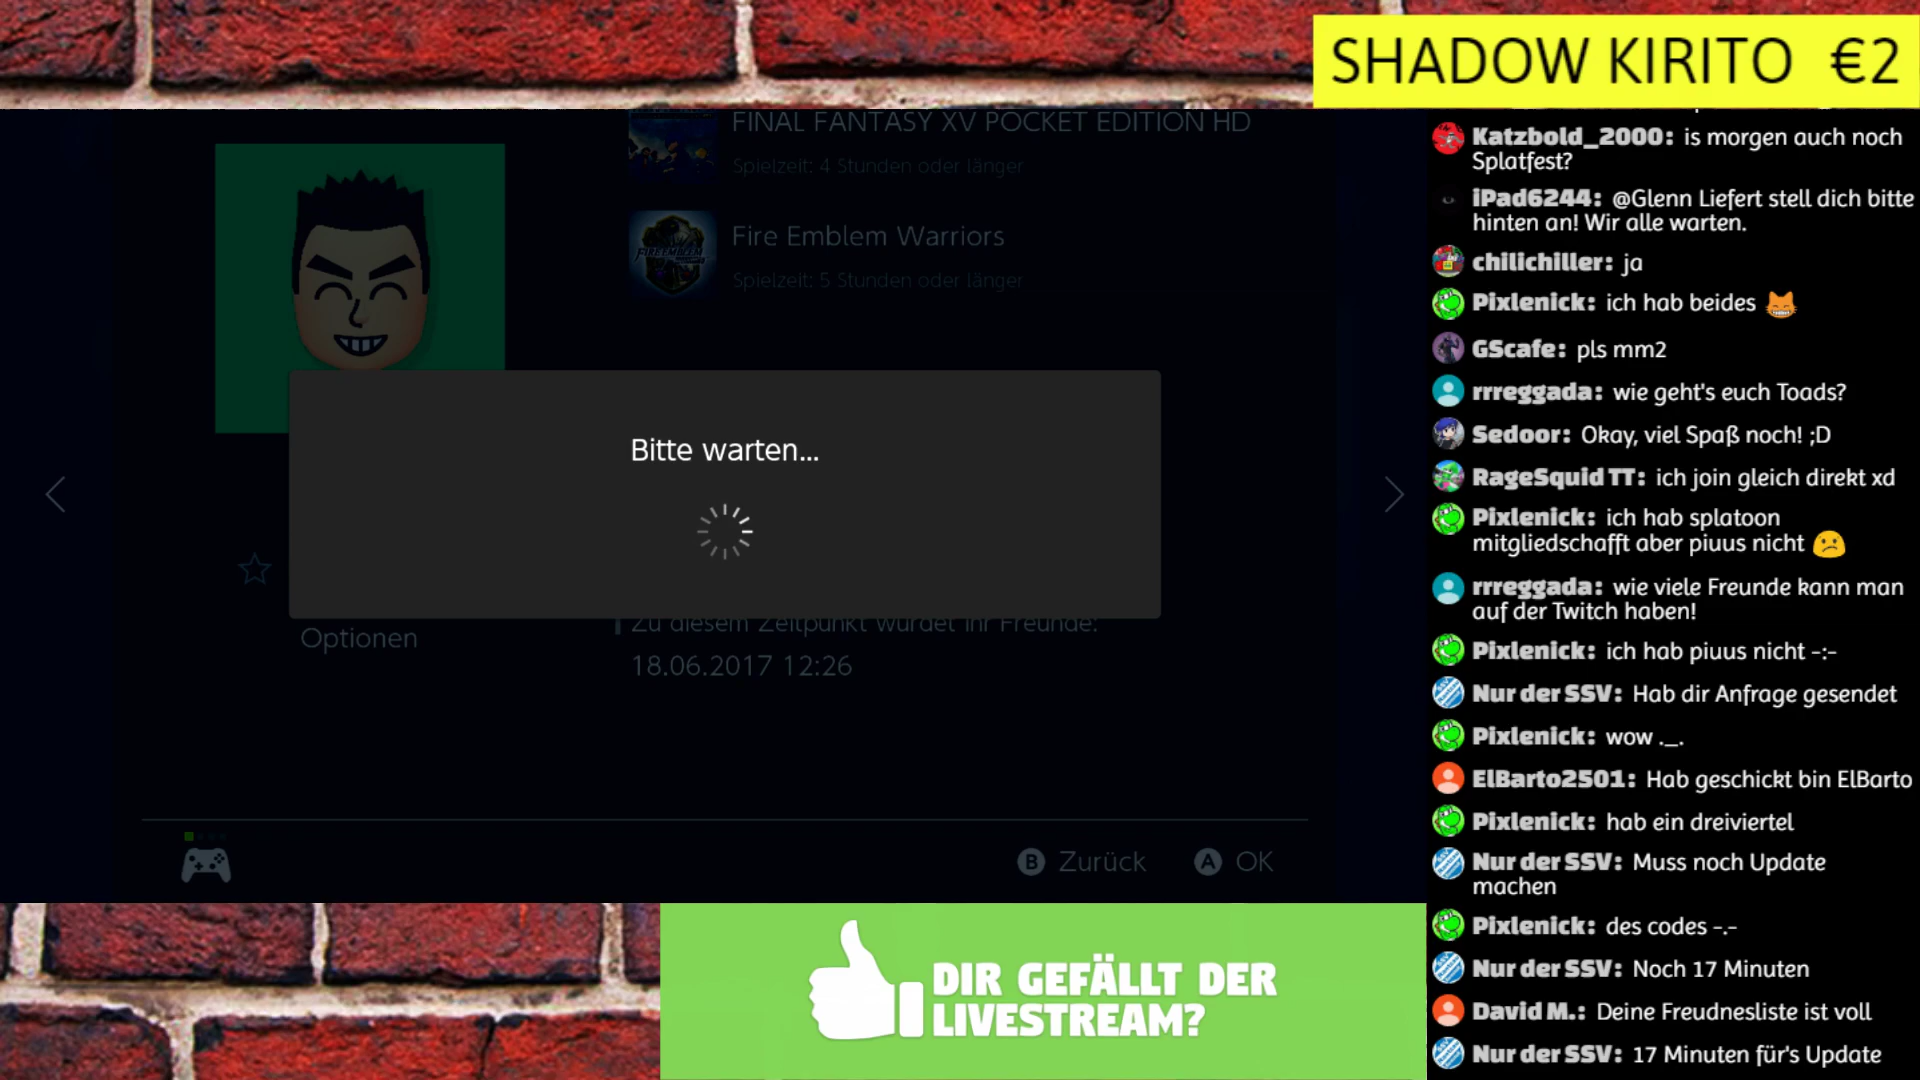 SHADOW KIRITO €2
FINAL FANTASY XV POCKET EDITION HD
Spielzeit: 4 Stunden oder länger
Fire Emblem Warriors
Spielzeit: 5 Stunden oder länger
Bitte warten...
Optionen
Zu diesem Zeitpunkt wurdet ihr Freunde:
18.06.2017 12:26
B Zurück
A OK
DIR GEFÄLLT DER
LIVESTREAM?
Katzbold_2000: is morgen auch noch
Splatfest?
iPad6244: @Glenn Liefert stell dich bitte
hinten an! Wir alle warten.
chilichiller: ja
Pixlenick: ich hab beides
GScafe: pls mm2
rrreggada: wie geht's euch Toads?
Sedoor: Okay, viel Spaß noch! ;D
RageSquid TT: ich join gleich direkt xd
Pixlenick: ich hab splatoon
mitgliedschafft aber piuus nicht
rrreggada: wie viele Freunde kann man
auf der Twitch haben!
Pixlenick: ich hab piuus nicht -:-
Nur der SSV: Hab dir Anfrage gesendet
Pixlenick: wow ._.
ElBarto2501: Hab geschickt bin ElBarto
Pixlenick: hab ein dreiviertel
Nur der SSV: Muss noch Update
machen
Pixlenick: des codes -.-
Nur der SSV: Noch 17 Minuten
David M.: Deine Freudnesliste ist voll
Nur der SSV: 17 Minuten für's Update